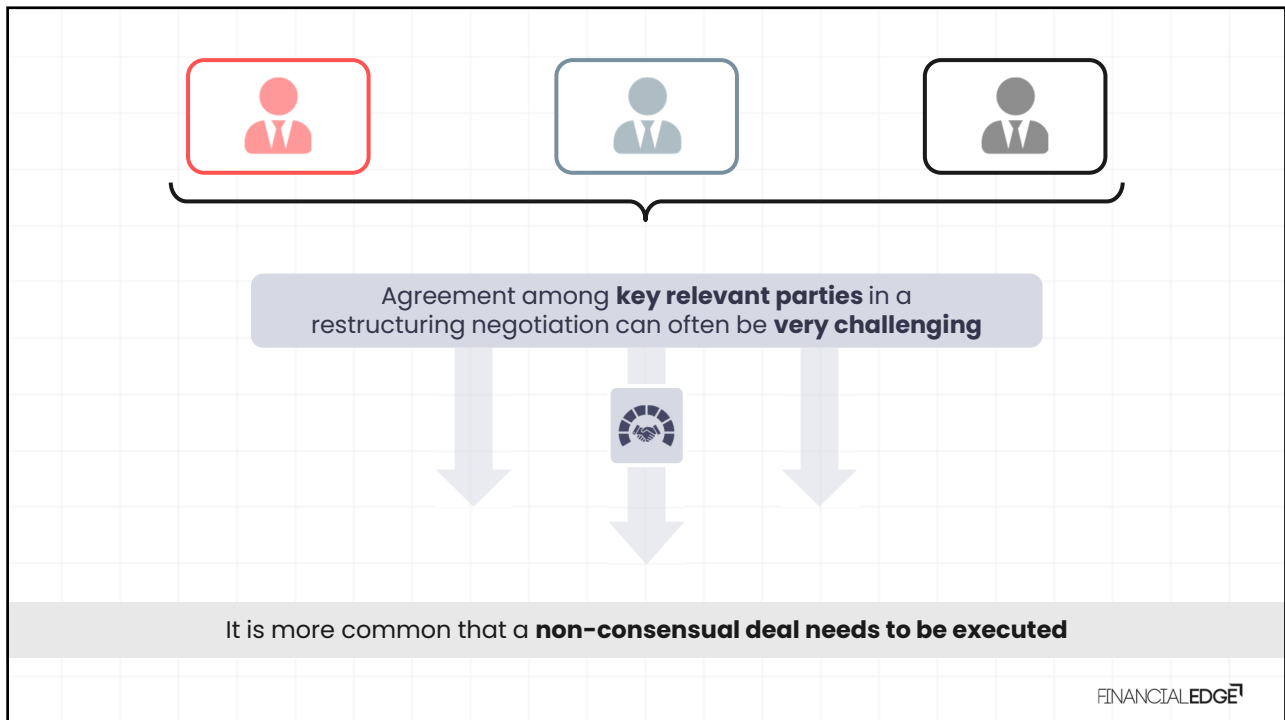 Agreement among key relevant parties in a
restructuring negotiation can often be very challenging
It is more common that a non-consensual deal needs to be executed
FINANCIALEDGE